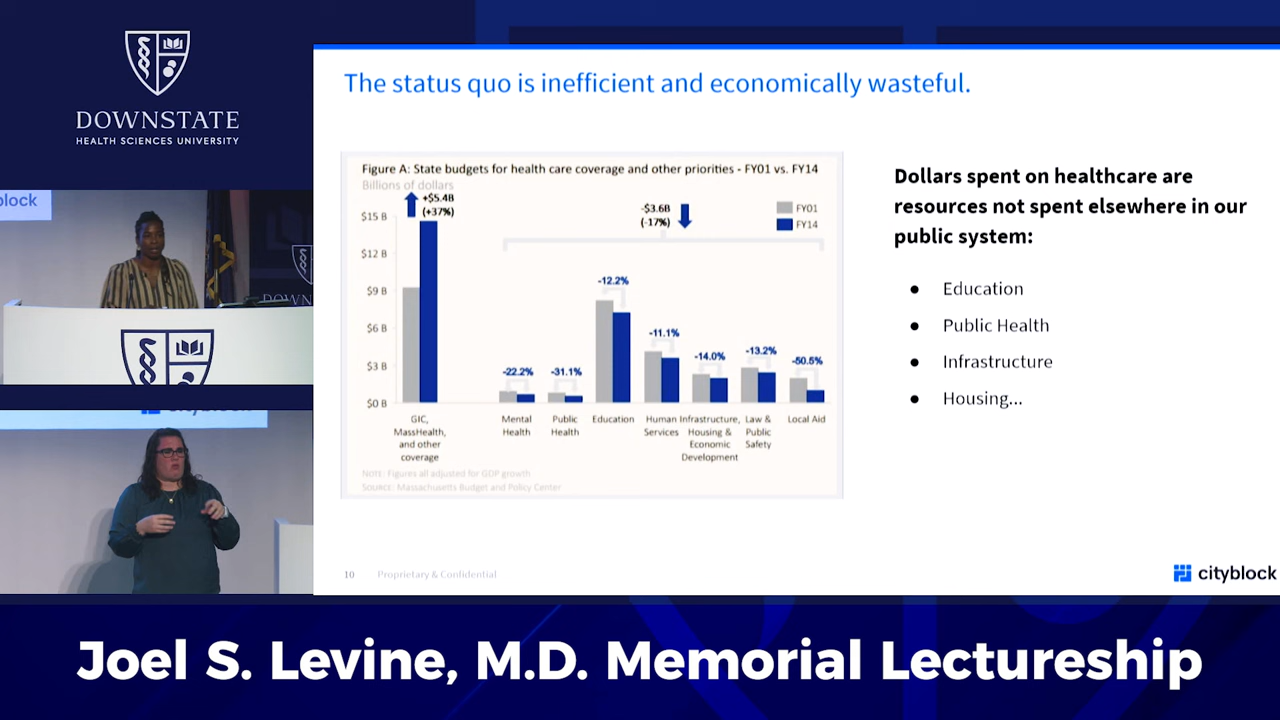 DOWNSTATE
HEALTH SCIENCES UNIVERSITY
block
DOWNST
cityblock
The status quo is inefficient and economically wasteful.
Figure A: State budgets for health care coverage and other priorities - FY01 vs. FY14
Billions of dollars
+$5.4B
(+37%)
-$3.6B
(-17%)
FY01
FY14
$15 B
$12 B
$9 B
$6 B
$3 B
$0 B
-22.2%
-31.1%
-12.2%
-11.1%
-14.0%
-13.2%
-50.5%
GIC,
MassHealth,
and other
coverage
Mental
Health
Public
Health
Education
Human
Services
Infrastructure,
Housing &
Economic
Development
Law &
Public
Safety
Local Aid
NOTE: Figures all adjusted for GDP growth
SOURCE: Massachusetts Budget and Policy Center
Dollars spent on healthcare are
resources not spent elsewhere in our
public system:
● Education
● Public Health
● Infrastructure
● Housing...
10 Proprietary & Confidential
cityblock
Joel S. Levine, M.D. Memorial Lectureship